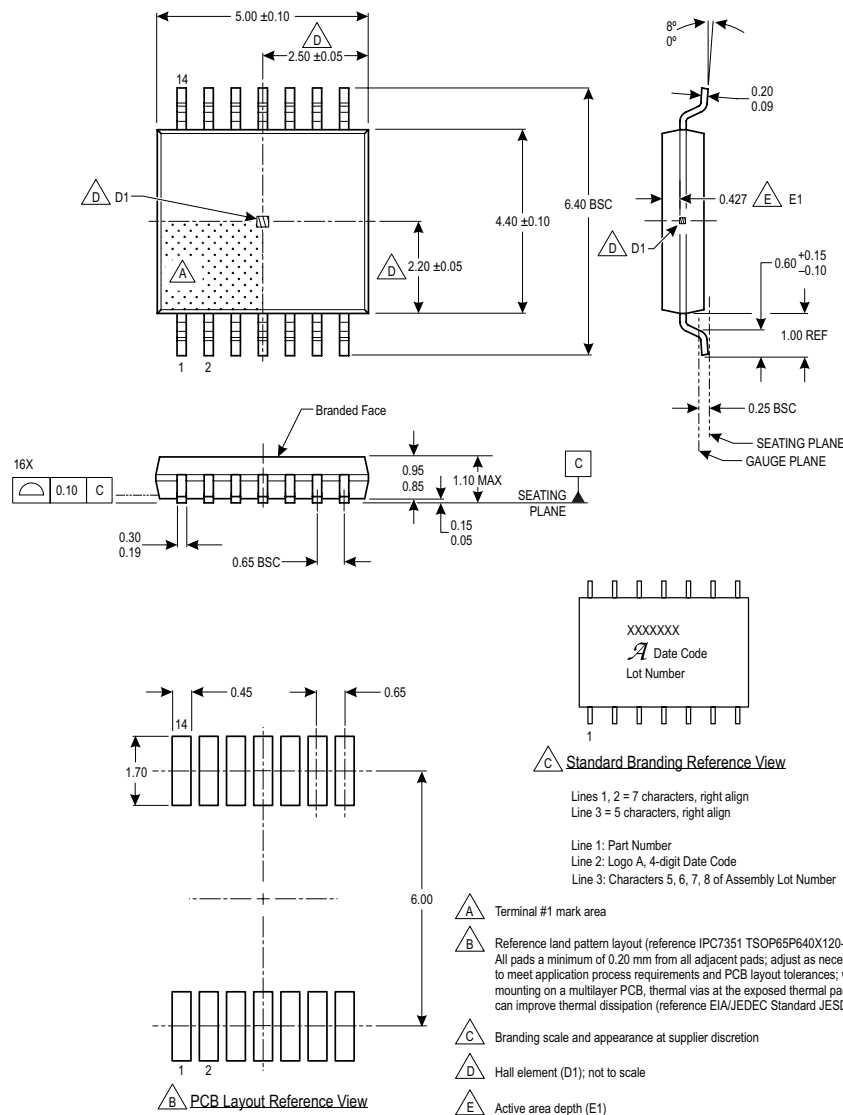 5.00 ±0.10
D
2.50 ±0.05
14
D D1
4.40 ±0.10
6.40 BSC
D 2.20 ±0.05
A
1 2
8º
0º
0.20
0.09
0.427 E E1
D D1
0.60 +0.15
–0.10
1.00 REF
0.25 BSC
SEATING PLANE
GAUGE PLANE
Branded Face
16X
0.10 C
0.95
0.85
1.10 MAX
C
SEATING
PLANE
0.15
0.05
0.30
0.19
0.65 BSC
XXXXXXX
A Date Code
Lot Number
1
C Standard Branding Reference View
Lines 1, 2 = 7 characters, right align
Line 3 = 5 characters, right align
Line 1: Part Number
Line 2: Logo A, 4-digit Date Code
Line 3: Characters 5, 6, 7, 8 of Assembly Lot Number
0.45
0.65
14
1.70
6.00
1 2
B PCB Layout Reference View
A Terminal #1 mark area
B Reference land pattern layout (reference IPC7351 TSOP65P640X120-
All pads a minimum of 0.20 mm from all adjacent pads; adjust as
to meet application process requirements and PCB layout tolerances;
mounting on a multilayer PCB, thermal vias at the exposed thermal
can improve thermal dissipation (reference EIA/JEDEC Standard
C Branding scale and appearance at supplier discretion
D Hall element (D1); not to scale
E Active area depth (E1)